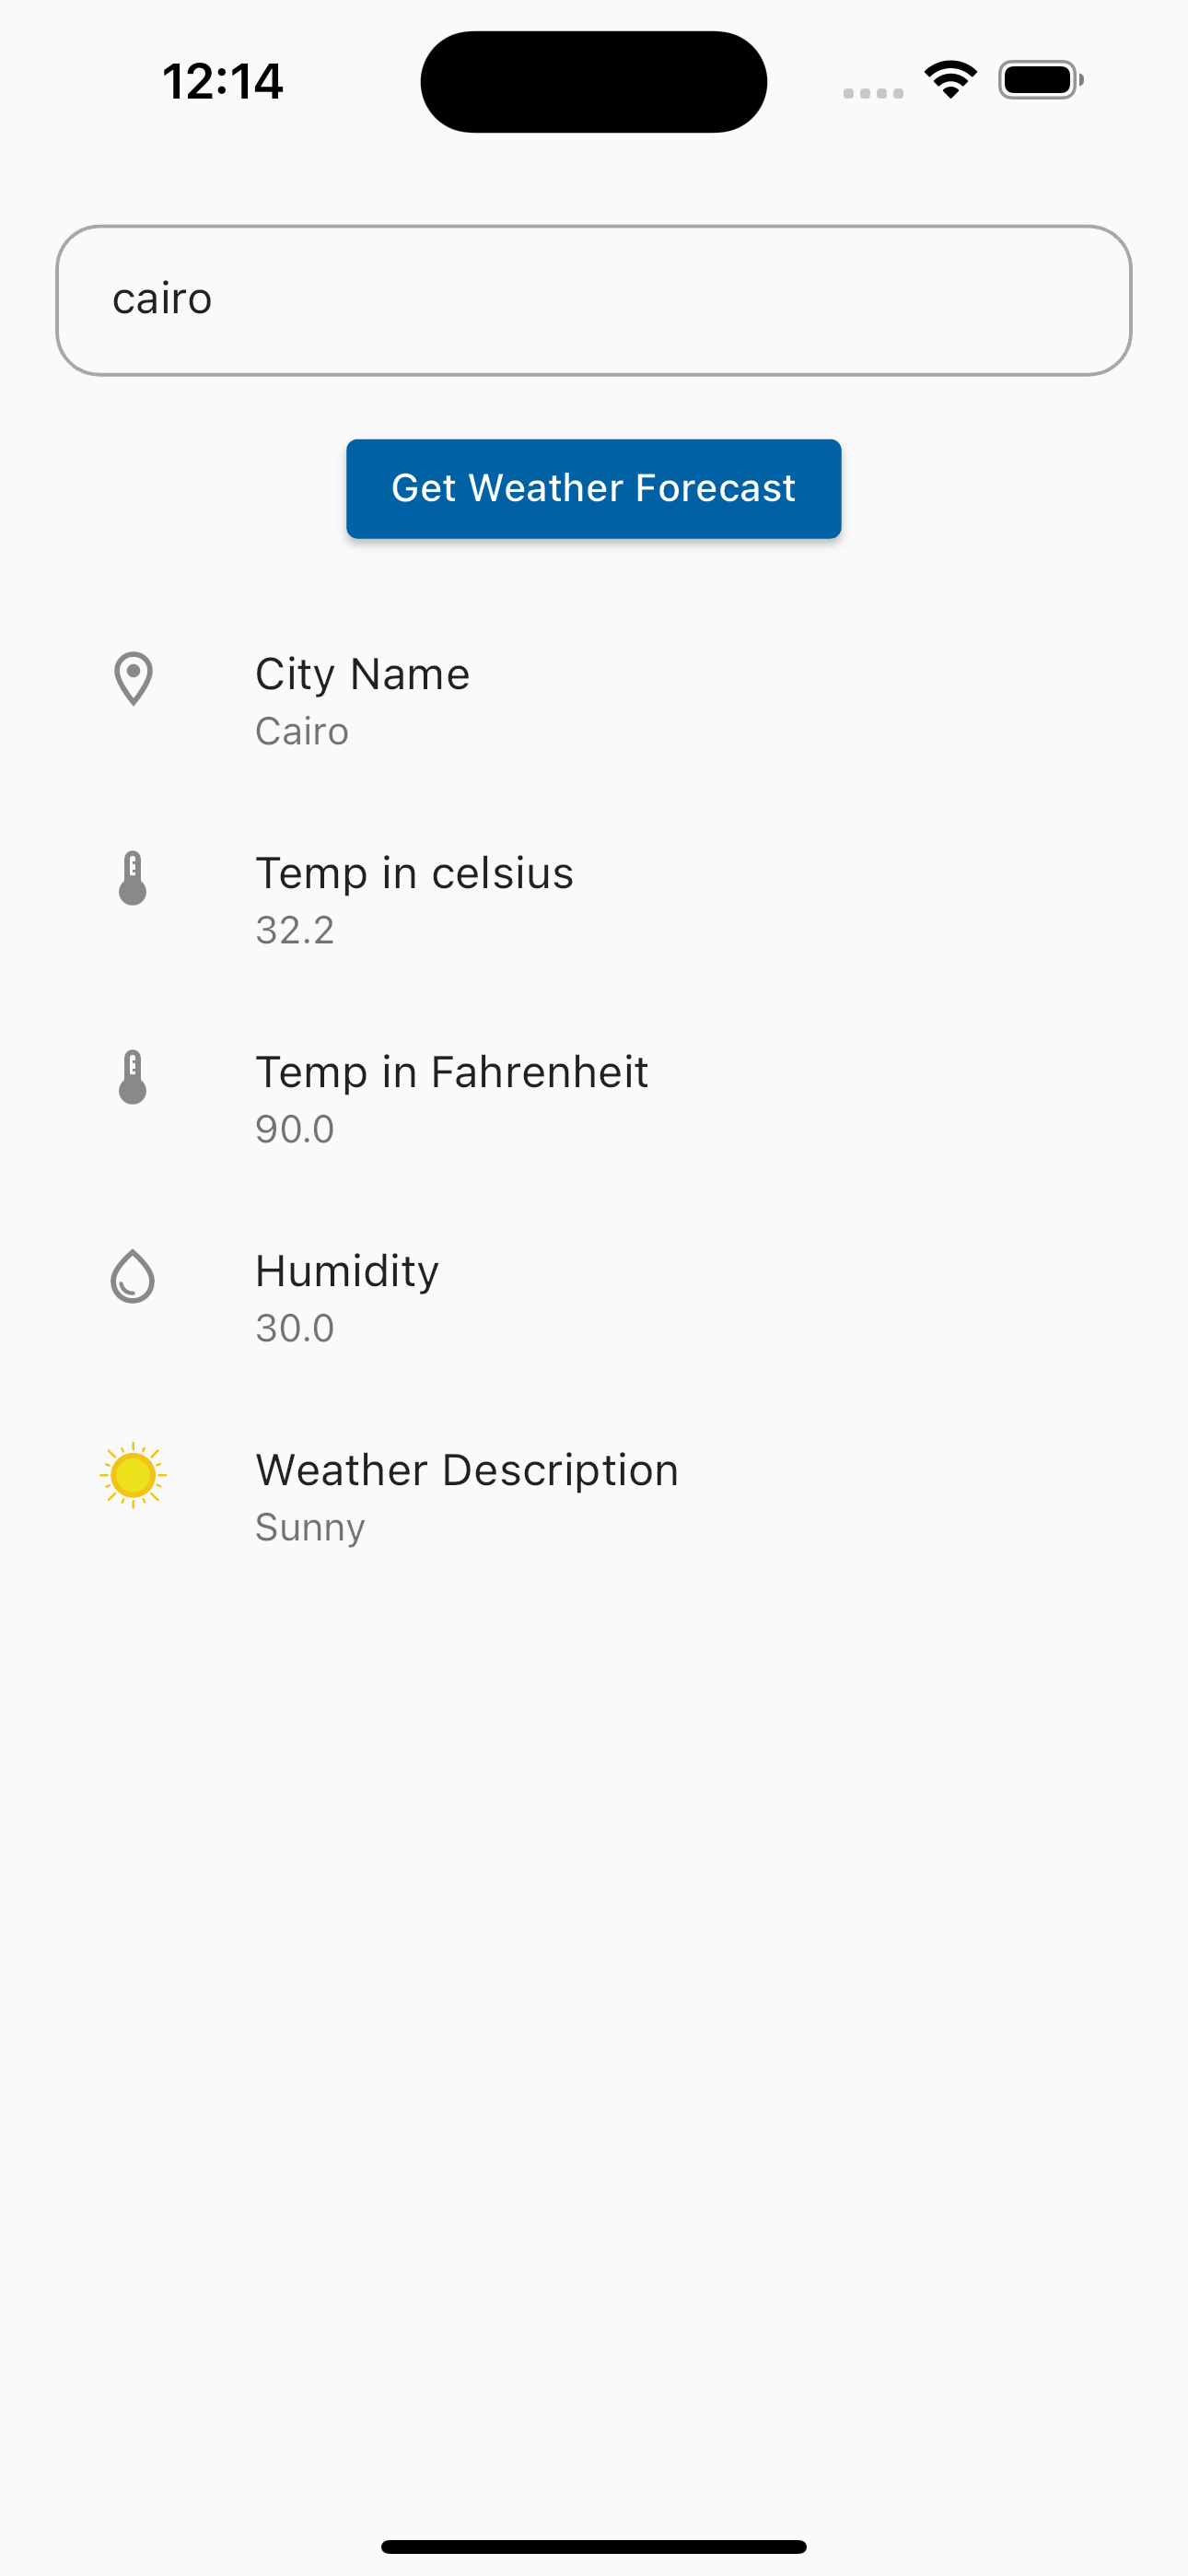 12:14
cairo
Get Weather Forecast
City Name
Cairo
Temp in celsius
32.2
Temp in Fahrenheit
90.0
Humidity
30.0
Weather Description
Sunny